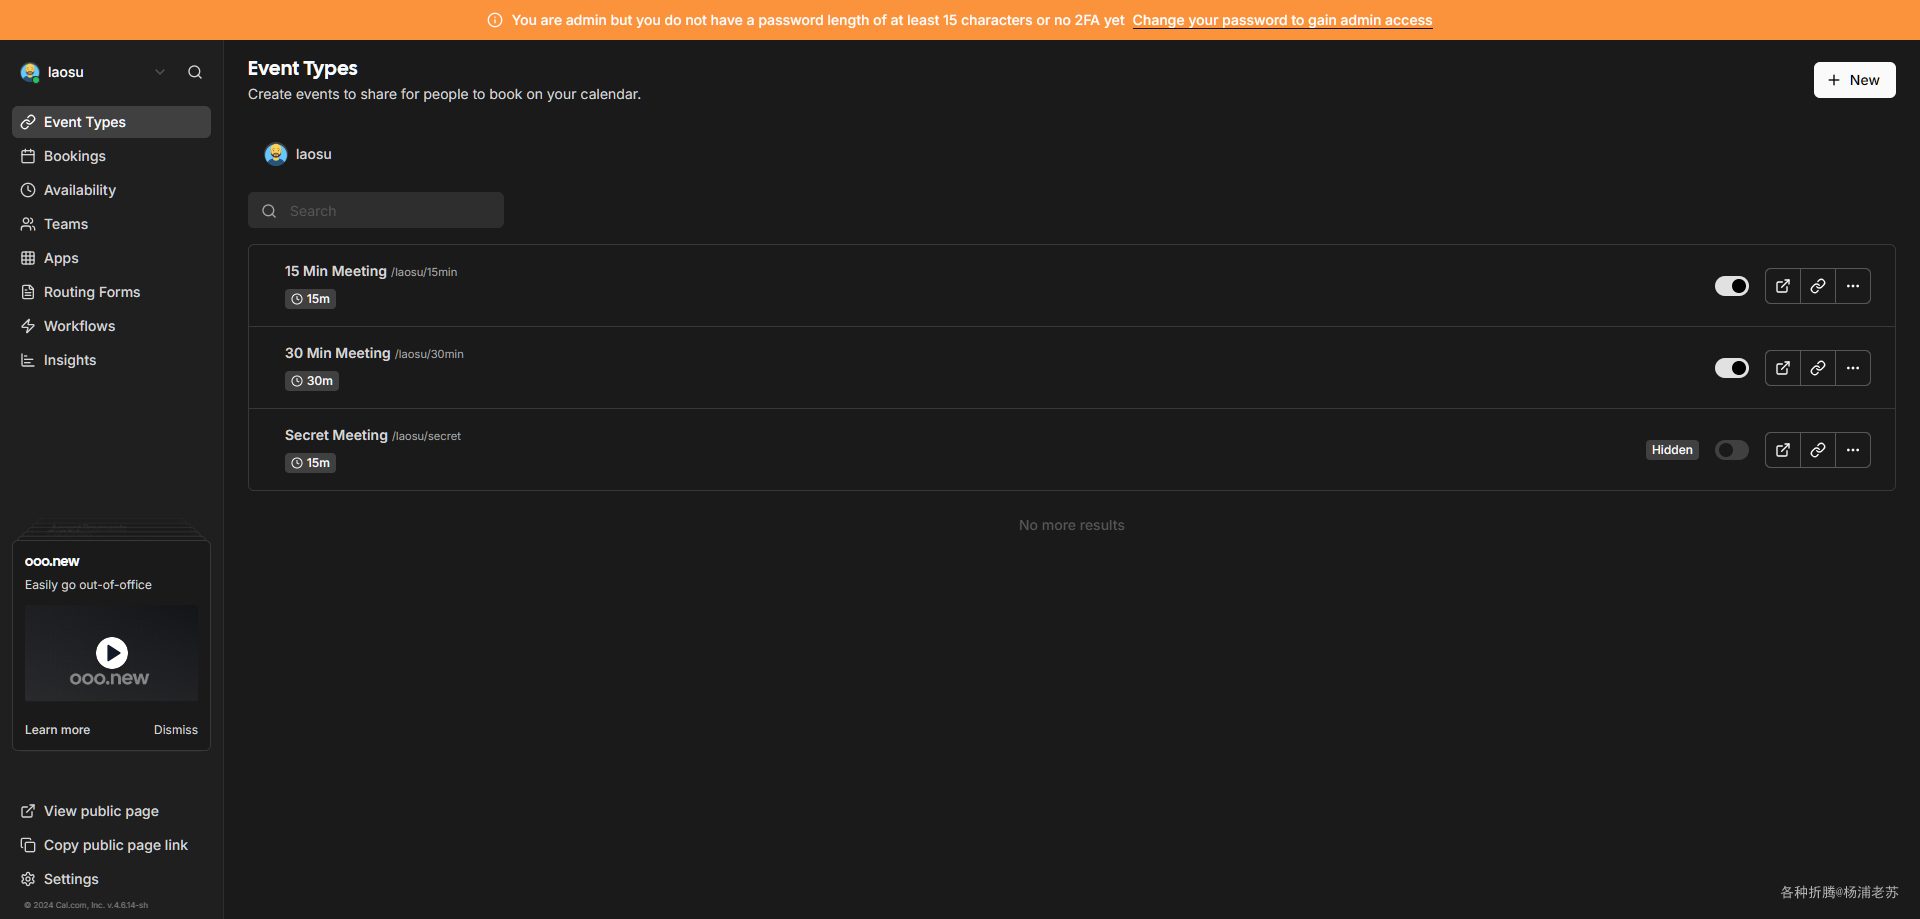 You are admin but you do not have a password length of at least 15 characters or no 2FA yet Change your password to gain admin access
laosu
Event Types
Bookings
Availability
Teams
Apps
Routing Forms
Workflows
Insights
ooo.new
Easily go out-of-office
ooo.new
Learn more Dismiss
View public page
Copy public page link
Settings
© 2024 Cal.com, Inc. v.4.6.14-sh
Event Types
Create events to share for people to book on your calendar.
New
laosu
Search
15 Min Meeting /laosu/15min
15m
30 Min Meeting /laosu/30min
30m
Secret Meeting /laosu/secret
15m
Hidden
No more results
各种折腾@杨浦老苏